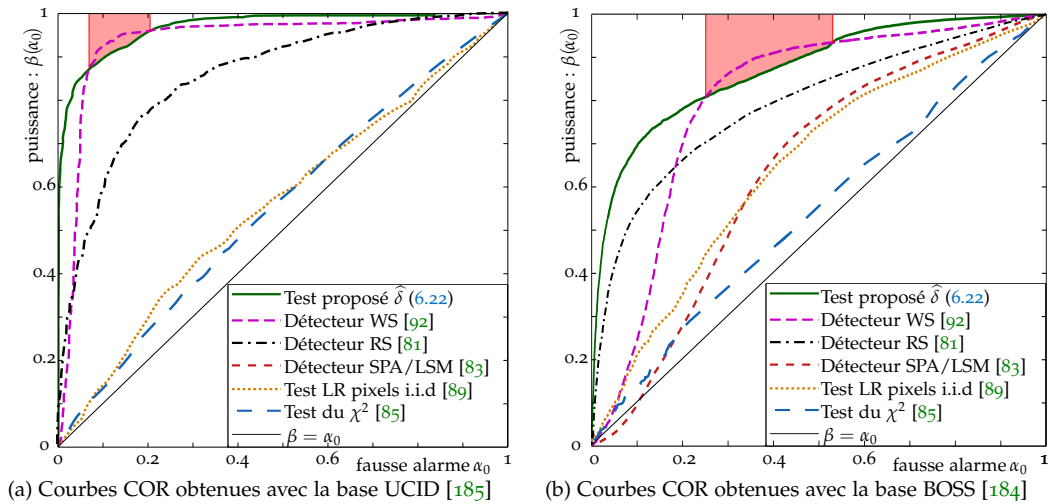 puissance : β(α₀)
1
0.6
0.4
0.2
0
0
0.2
0.4
0.6
0.8
1
fausse alarme α₀
Test proposé δ̂ (6.22)
Détecteur WS [92]
Détecteur RS [81]
Détecteur SPA/LSM [83]
Test LR pixels i.i.d [89]
Test du χ² [85]
β = α₀
(a) Courbes COR obtenues avec la base UCID [185]
puissance : β(α₀)
1
0.6
0.4
0.2
0
0
0.2
0.4
0.6
0.8
1
fausse alarme α₀
Test proposé δ̂ (6.22)
Détecteur WS [92]
Détecteur RS [81]
Détecteur SPA/LSM [83]
Test LR pixels i.i.d [89]
Test du χ² [85]
β = α₀
(b) Courbes COR obtenues avec la base BOSS [184]